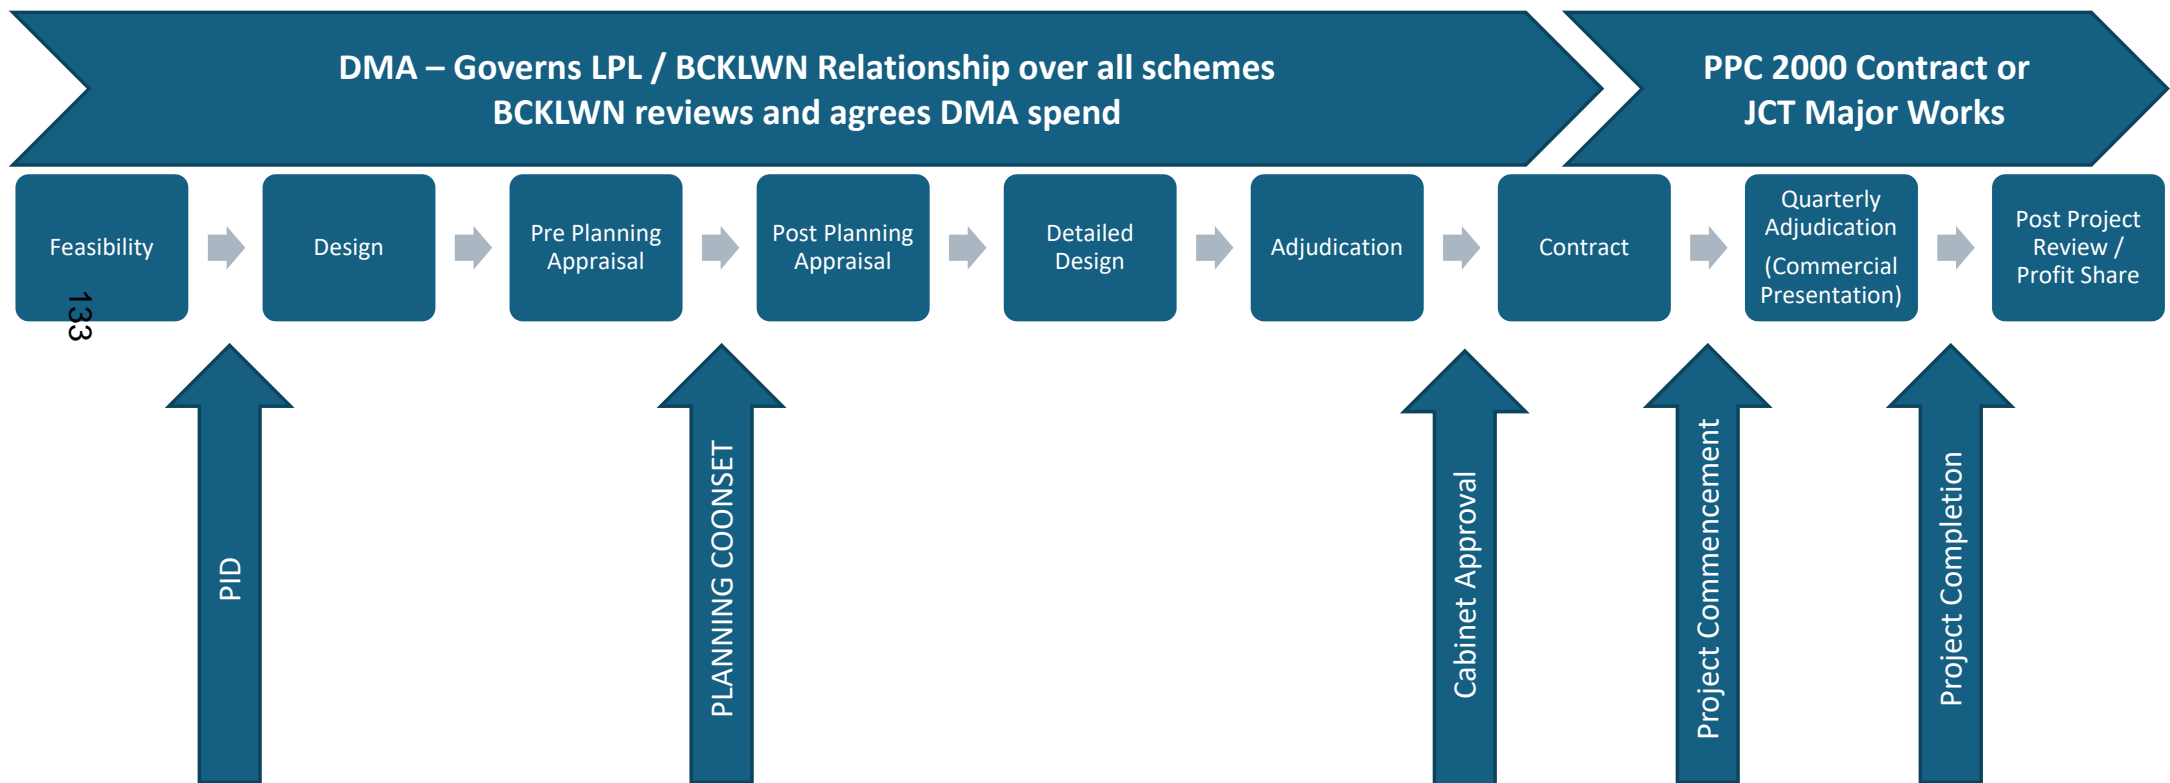 DMA – Governs LPL / BCKLWN Relationship over all schemes
BCKLWN reviews and agrees DMA spend
PPC 2000 Contract or
JCT Major Works
Feasibility
Design
Pre Planning
Appraisal
Post Planning
Appraisal
Detailed
Design
Adjudication
Contract
Quarterly
Adjudication
(Commercial
Presentation)
Post Project
Review /
Profit Share
133
PID
PLANNING COONSET
Cabinet Approval
Project Commencement
Project Completion